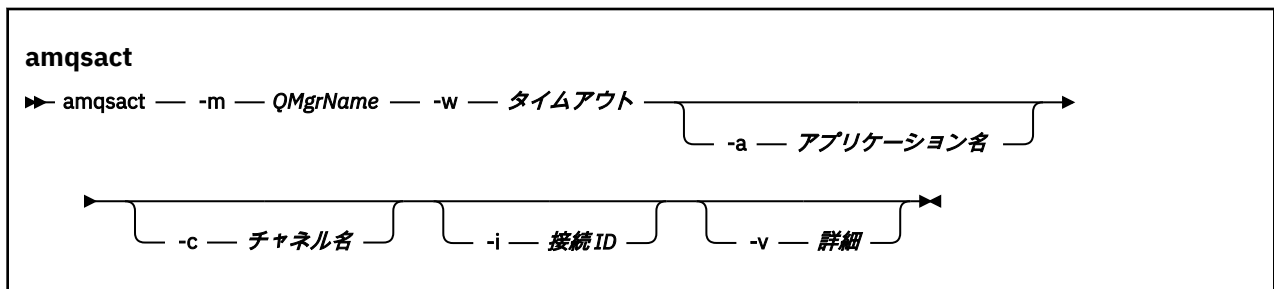 amqsact
amqsact -m QMgrName -w タイムアウト
-a アプリケーション名
-c チャネル名 -i 接続 ID -v 詳細